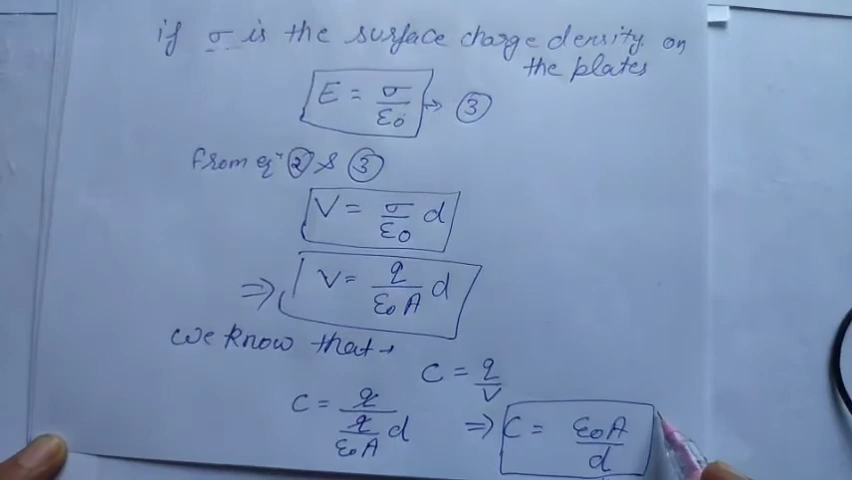 if σ is the surface charge density on
the plates
E = σ/ε₀ → ③
from eqⁿ ② & ③
V = σ/ε₀ d
⇒ V = q/ε₀A d
we know that →
C = q/V
C = q/(q/ε₀A d) ⇒ C = ε₀A/d